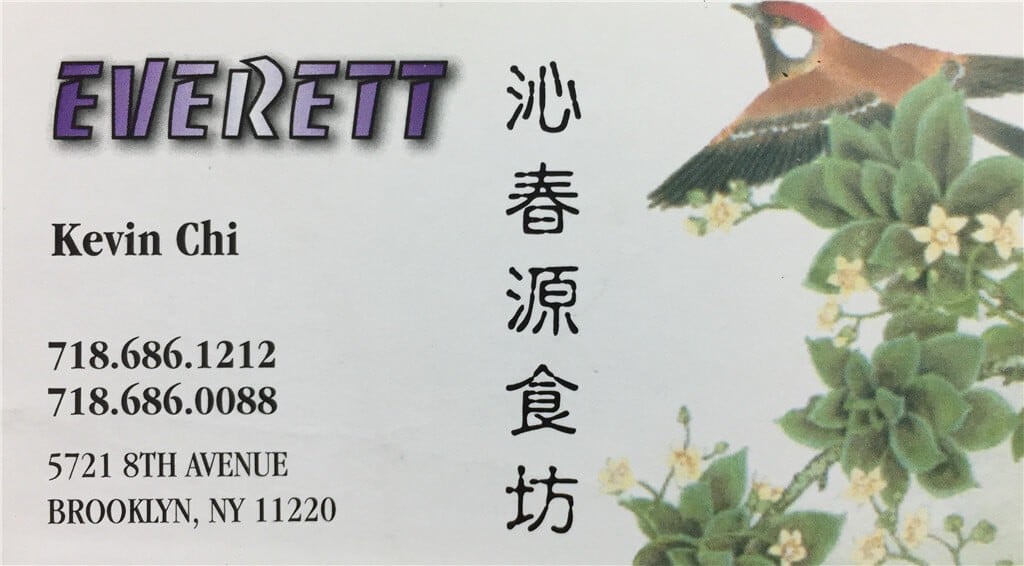 EVERETT
Kevin Chi
718.686.1212
718.686.0088
5721 8TH AVENUE
BROOKLYN, NY 11220
沁春源食坊